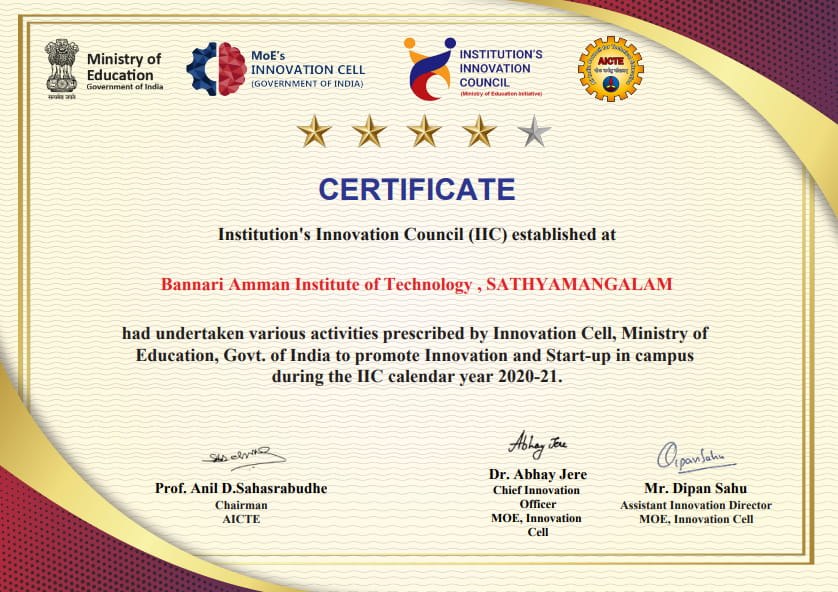 सत्यमेव जयते
Ministry of
Education
Government of India
MoE's
INNOVATION CELL
(GOVERNMENT OF INDIA)
INSTITUTION'S
INNOVATION
COUNCIL
(Ministry of Education Initiative)
AICTE
CERTIFICATE
Institution's Innovation Council (IIC) established at
Bannari Amman Institute of Technology , SATHYAMANGALAM
had undertaken various activities prescribed by Innovation Cell, Ministry of
Education, Govt. of India to promote Innovation and Start-up in campus
during the IIC calendar year 2020-21.
Abhay Jere
Dipan Sahu
Prof. Anil D.Sahasrabudhe
Chairman
AICTE
Dr. Abhay Jere
Chief Innovation
Officer
MOE, Innovation
Cell
Mr. Dipan Sahu
Assistant Innovation Director
MOE, Innovation Cell